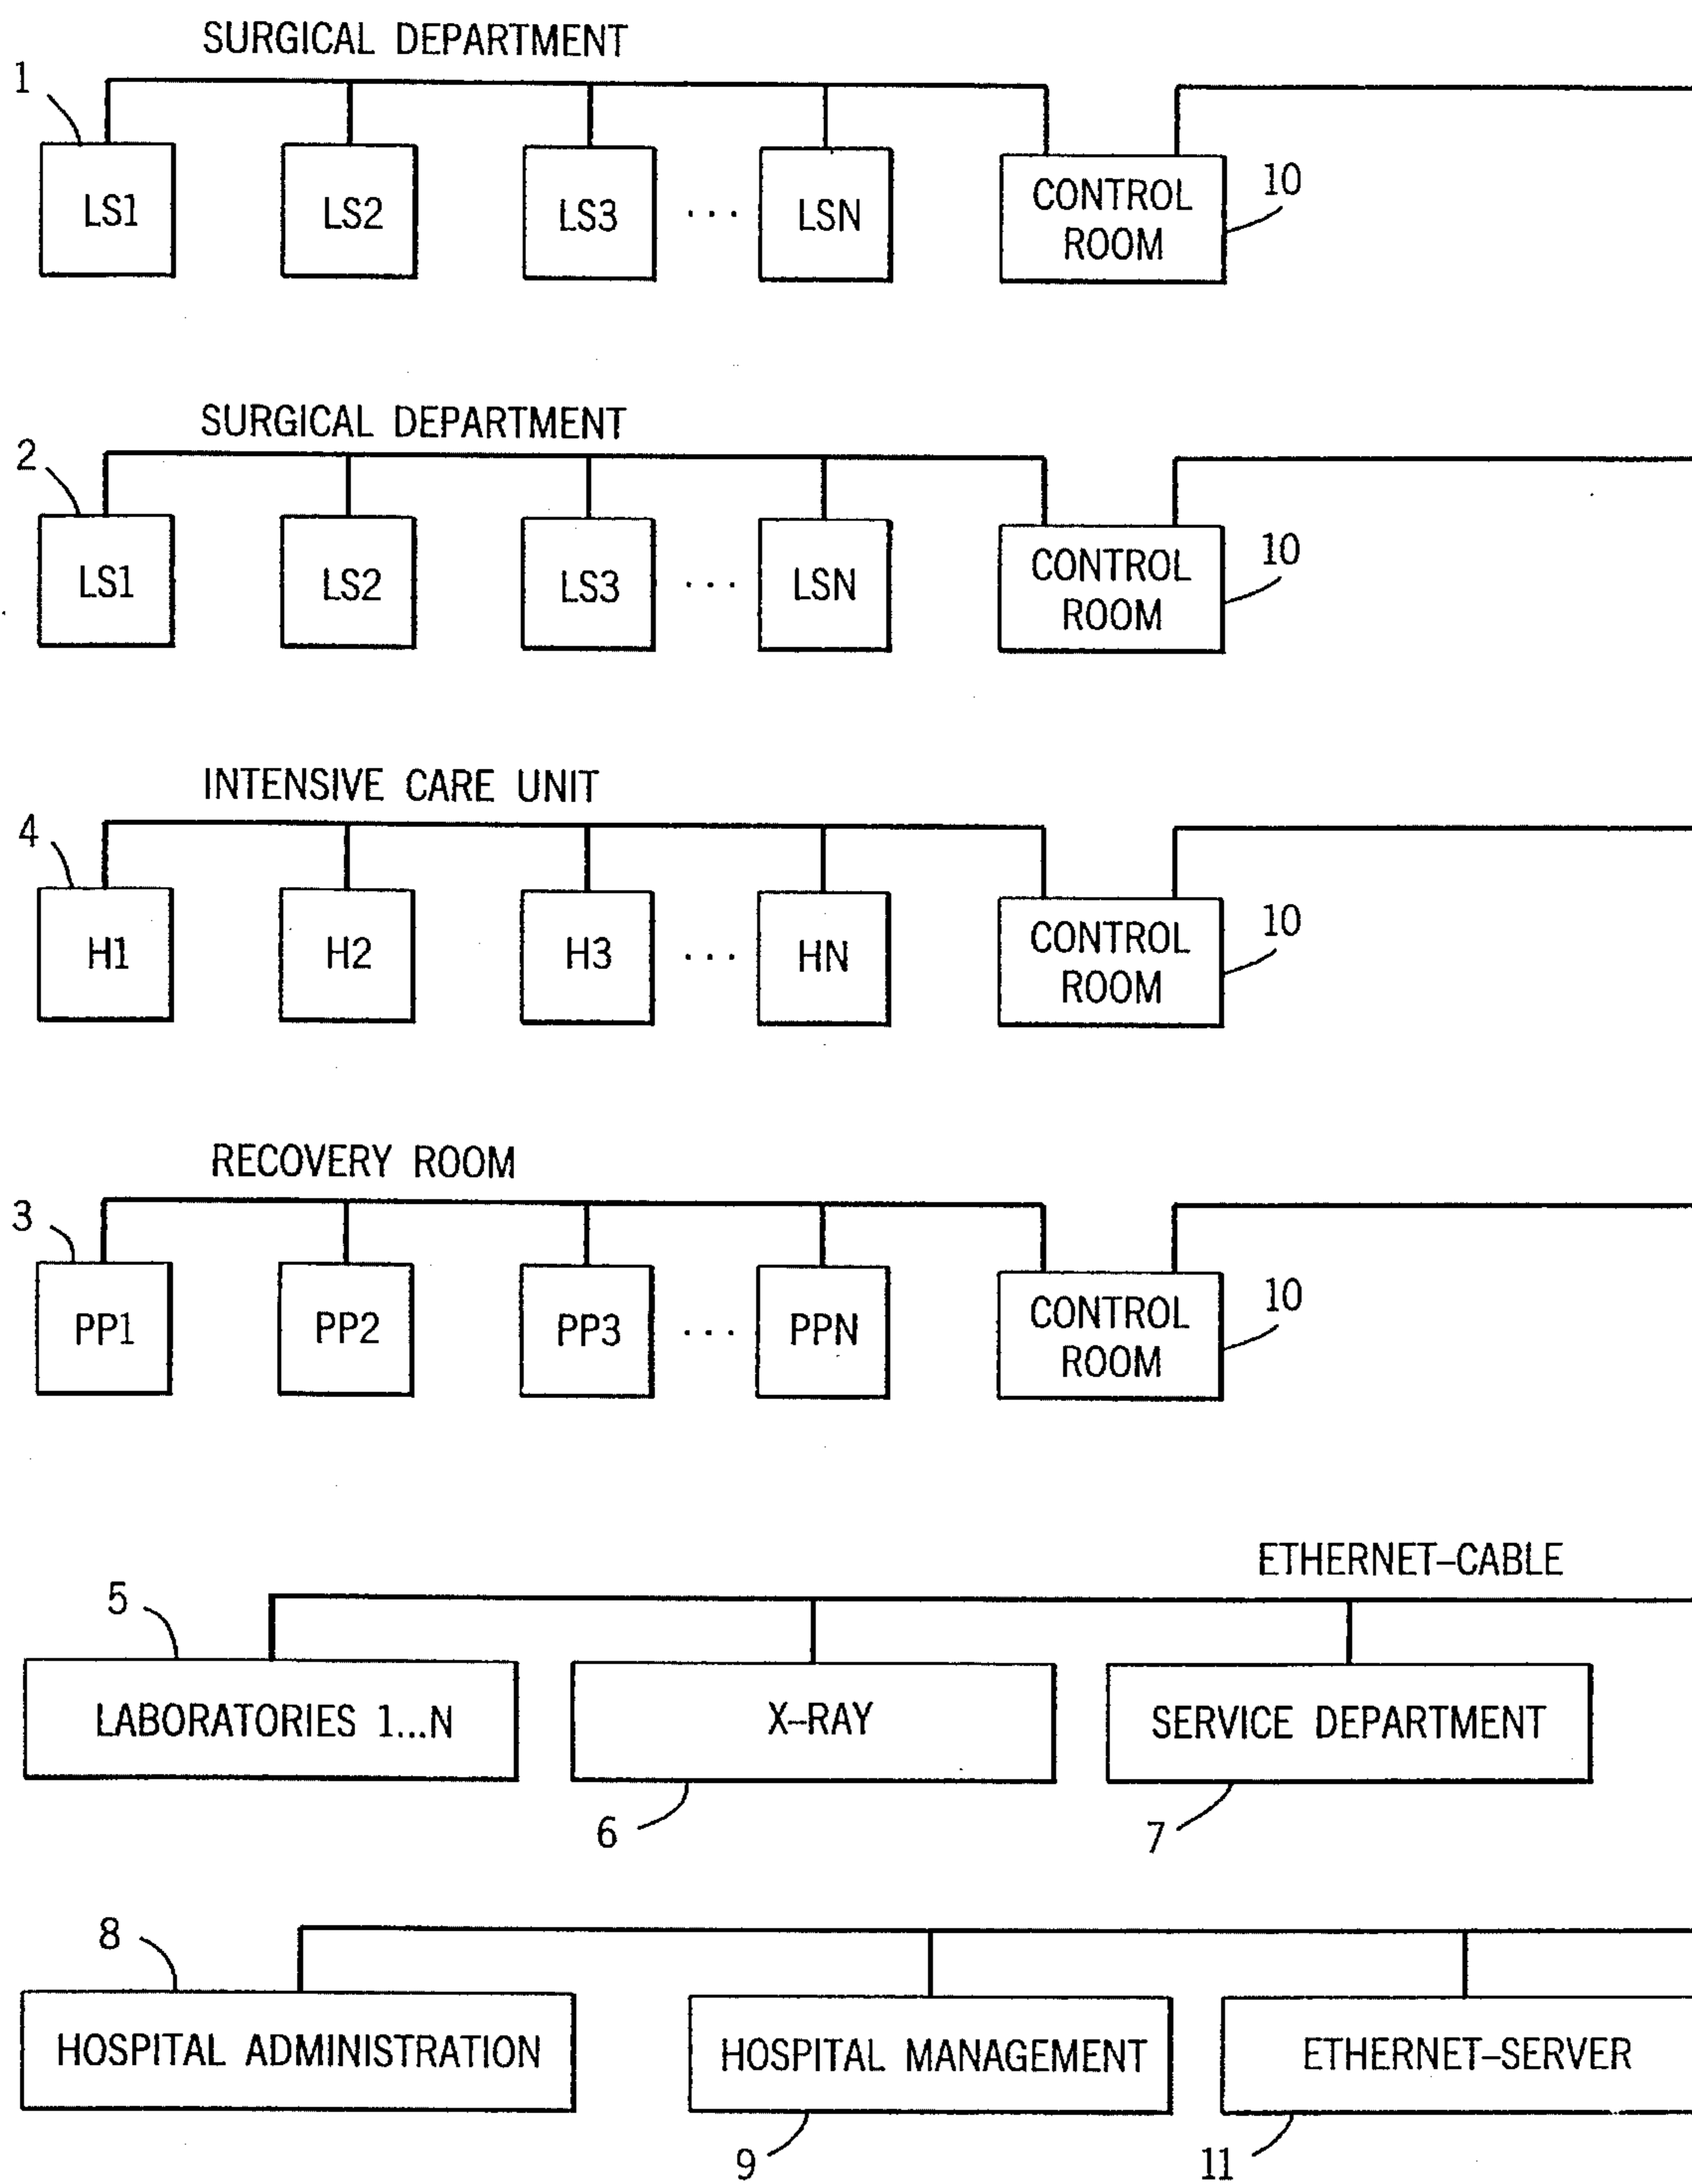 SURGICAL DEPARTMENT
1
LS1 LS2 LS3 ... LSN CONTROL ROOM 10
SURGICAL DEPARTMENT
2
LS1 LS2 LS3 ... LSN CONTROL ROOM 10
INTENSIVE CARE UNIT
4
H1 H2 H3 ... HN CONTROL ROOM 10
RECOVERY ROOM
3
PP1 PP2 PP3 ... PPN CONTROL ROOM 10
ETHERNET–CABLE
5
LABORATORIES 1...N X–RAY SERVICE DEPARTMENT
6 7
8
HOSPITAL ADMINISTRATION HOSPITAL MANAGEMENT ETHERNET–SERVER
9 11